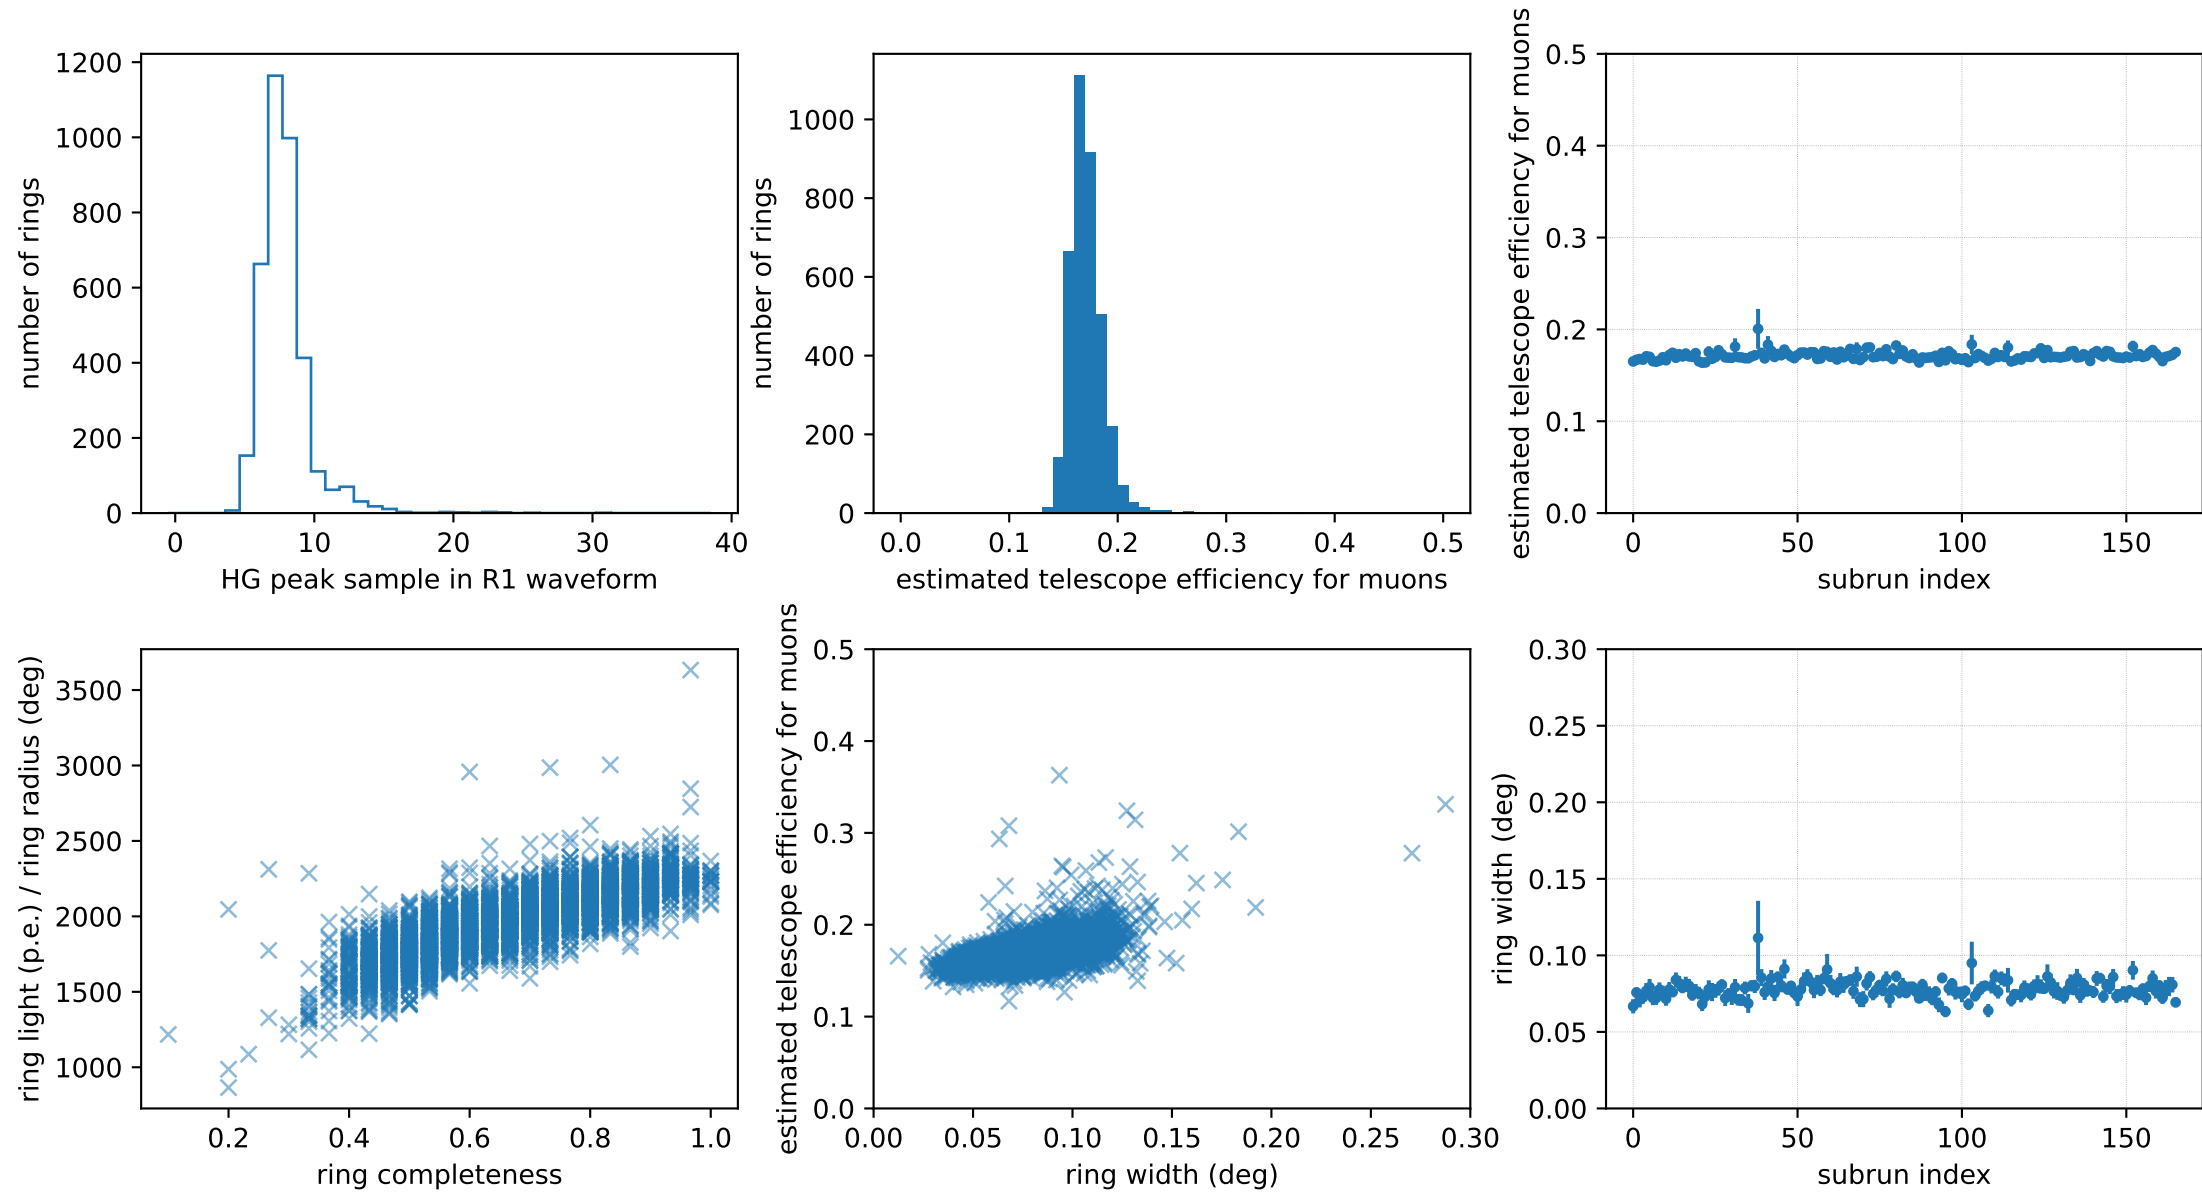 number of rings
1200
1000
800
600
400
200
0
0 10 20 30 40
HG peak sample in R1 waveform
number of rings
1000
800
600
400
200
0
0.0 0.1 0.2 0.3 0.4 0.5
estimated telescope efficiency for muons
estimated telescope efficiency for muons
0.5
0.4
0.3
0.2
0.1
0.0
0 50 100 150
subrun index
ring light (p.e.) / ring radius (deg)
3500
3000
2500
2000
1500
1000
0.2 0.4 0.6 0.8 1.0
ring completeness
estimated telescope efficiency for muons
0.5
0.4
0.3
0.2
0.1
0.0
0.00 0.05 0.10 0.15 0.20 0.25 0.30
ring width (deg)
ring width (deg)
0.30
0.25
0.20
0.15
0.10
0.05
0.00
0 50 100 150
subrun index